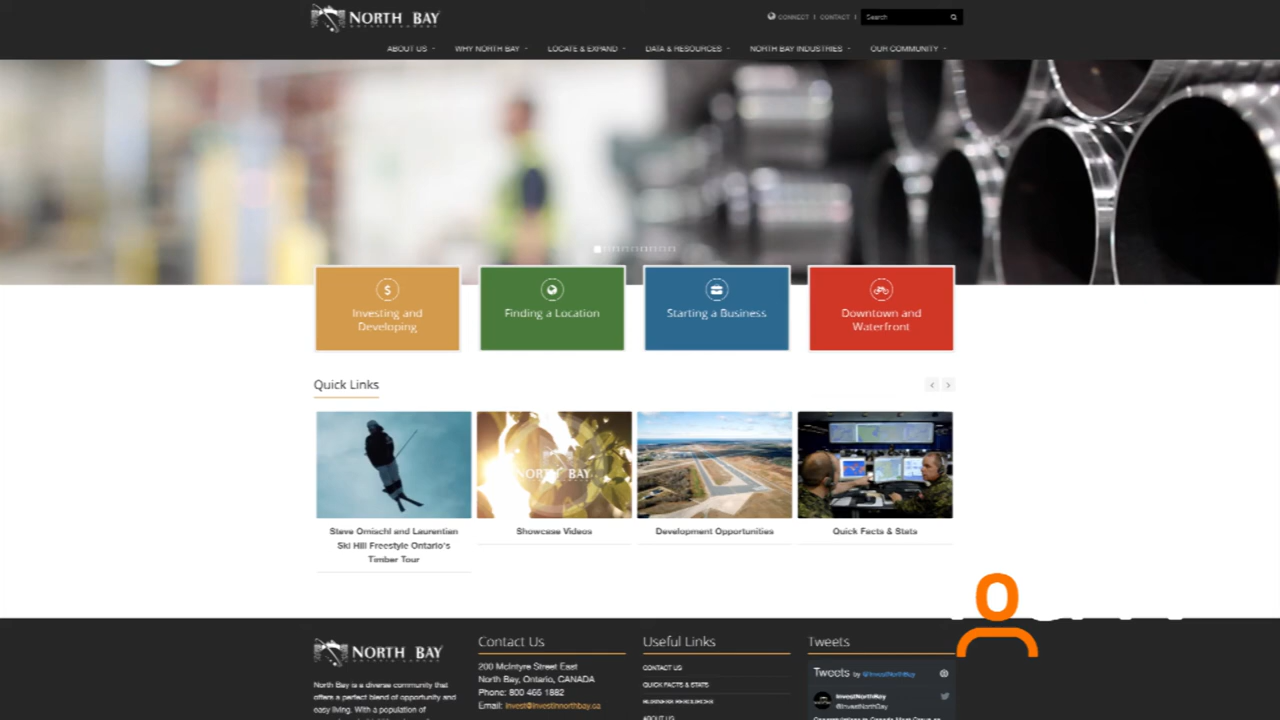 NORTH BAY
CONNECT | CONTACT |
Search
ABOUT US
WHY NORTH BAY
LOCATE & EXPAND
DATA & RESOURCES
NORTH BAY INDUSTRIES
OUR COMMUNITY
$
Investing and
Developing
Finding a Location
Starting a Business
Downtown and
Waterfront
Quick Links
NORTH BAY
Steve Omischl and Laurentian
Ski Hill Freestyle Ontario's
Timber Tour
Showcase Videos
Development Opportunities
Quick Facts & Stats
NORTH BAY
North Bay is a diverse community that
offers a perfect blend of opportunity and
easy living. With a population of
Contact Us
200 McIntyre Street East
North Bay, Ontario, CANADA
Phone: 800 465 1882
Email: invest@investinnorthbay.ca
Useful Links
CONTACT US
QUICK FACTS & STATS
BUSINESS RESOURCES
ABOUT US
Tweets
Tweets by @InvestNorthBay
InvestNorthBay
@InvestNorthBay